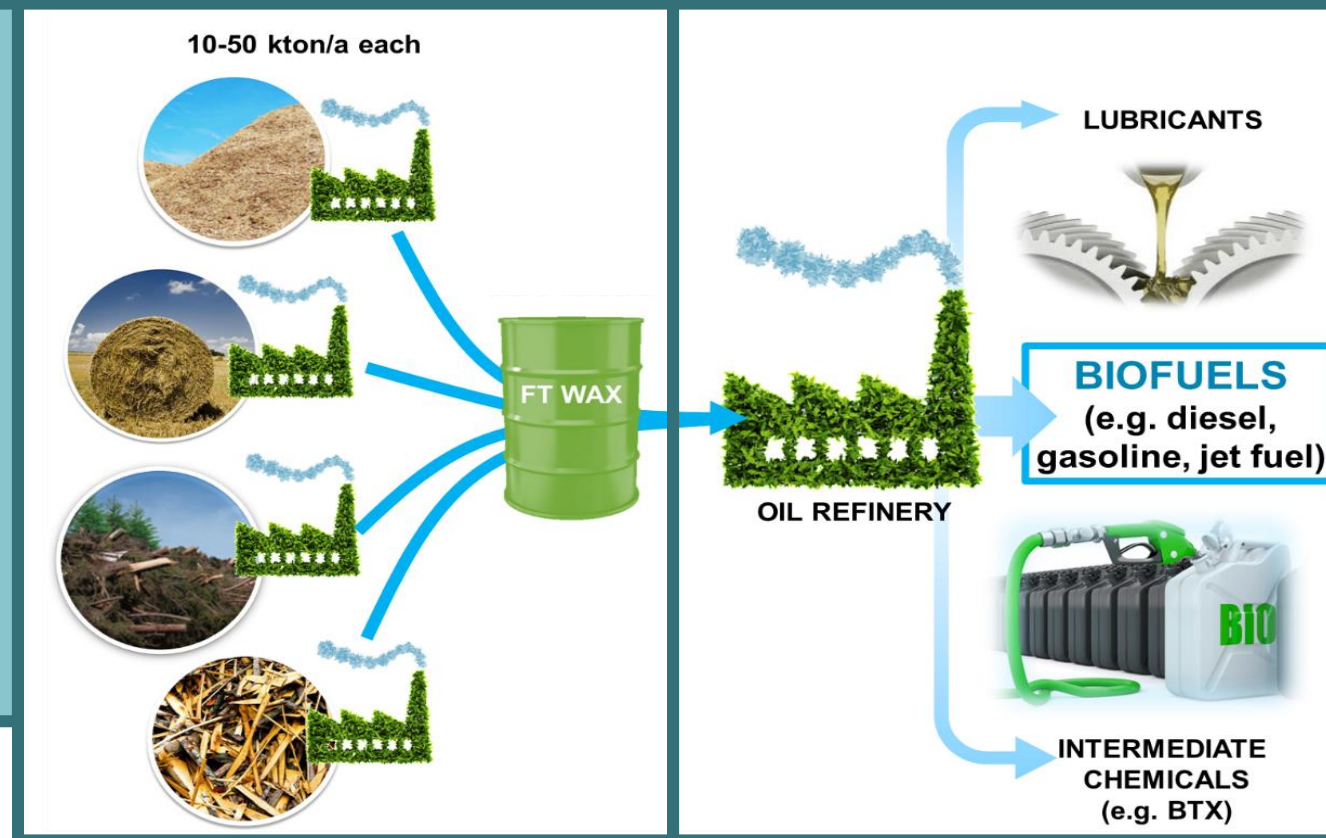 10-50 kton/a each
FT WAX
OIL REFINERY
LUBRICANTS
BIOFUELS
(e.g. diesel,
gasoline, jet fuel)
BIO
INTERMEDIATE
CHEMICALS
(e.g. BTX)